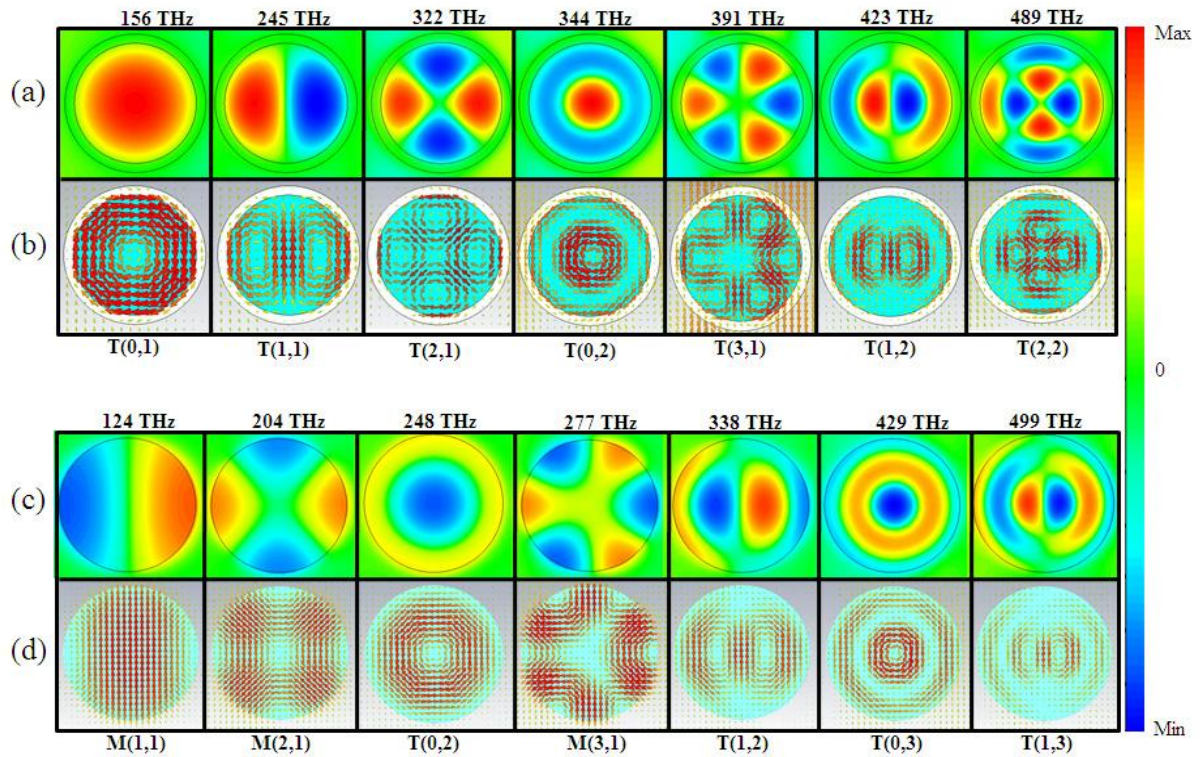 156 THz 245 THz 322 THz 344 THz 391 THz 423 THz 489 THz
Max
(a)
(b)
T(0,1) T(1,1) T(2,1) T(0,2) T(3,1) T(1,2) T(2,2)
0
124 THz 204 THz 248 THz 277 THz 338 THz 429 THz 499 THz
(c)
(d)
Min
M(1,1) M(2,1) T(0,2) M(3,1) T(1,2) T(0,3) T(1,3)